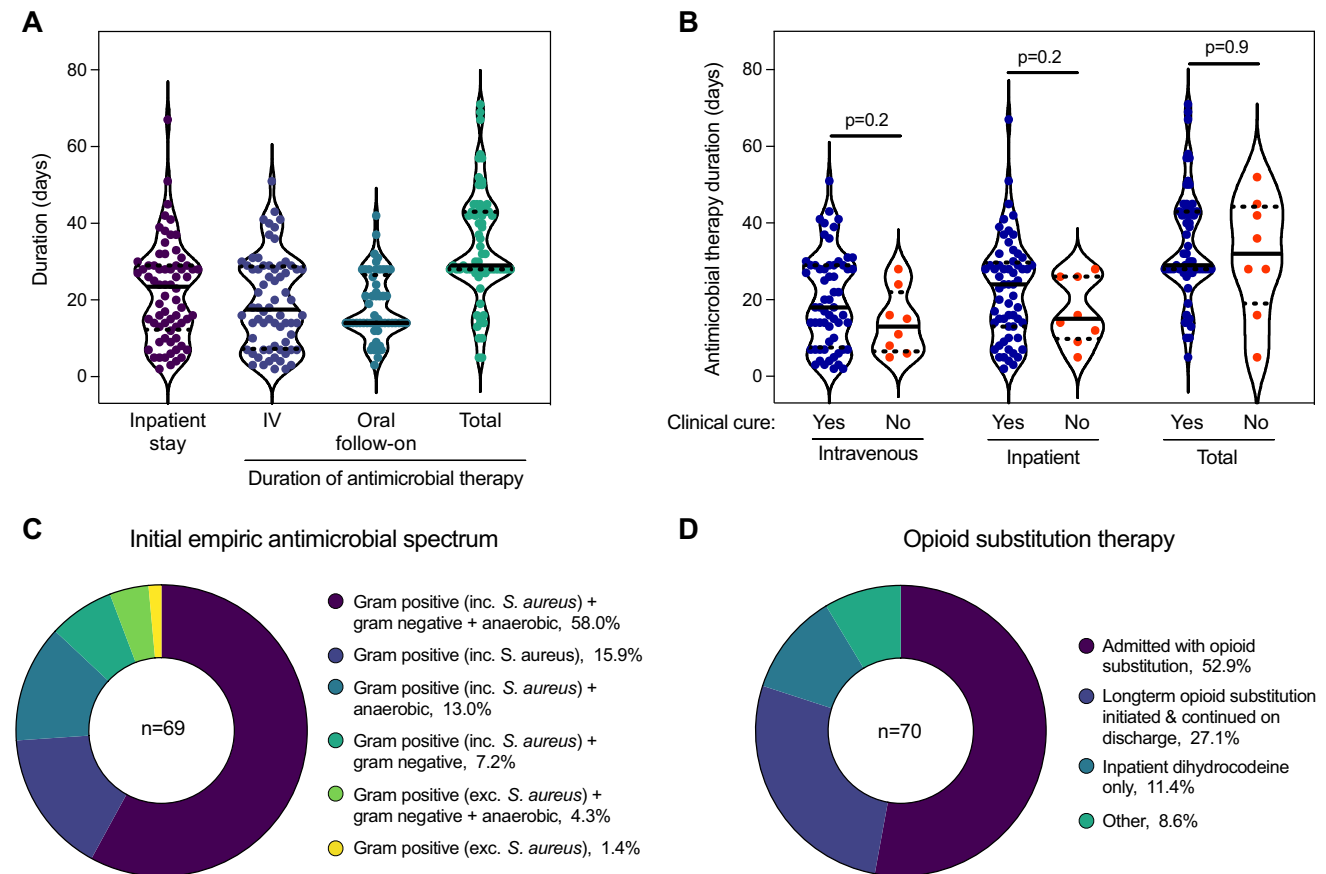 A
Duration (days)
80
60
40
20
0
Inpatient
stay
IV
Oral
follow-on
Total
Duration of antimicrobial therapy
B
Antimicrobial therapy duration (days)
80
60
40
20
0
p=0.2
p=0.2
p=0.9
Clinical cure: Yes No Yes No Yes No
Intravenous Inpatient Total
C
Initial empiric antimicrobial spectrum
n=69
Gram positive (inc. S. aureus) +
gram negative + anaerobic, 58.0%
Gram positive (inc. S. aureus), 15.9%
Gram positive (inc. S. aureus) +
anaerobic, 13.0%
Gram positive (inc. S. aureus) +
gram negative, 7.2%
Gram positive (exc. S. aureus) +
gram negative + anaerobic, 4.3%
Gram positive (exc. S. aureus), 1.4%
D
Opioid substitution therapy
n=70
Admitted with opioid
substitution, 52.9%
Longterm opioid substitution
initiated & continued on
discharge, 27.1%
Inpatient dihydrocodeine
only, 11.4%
Other, 8.6%